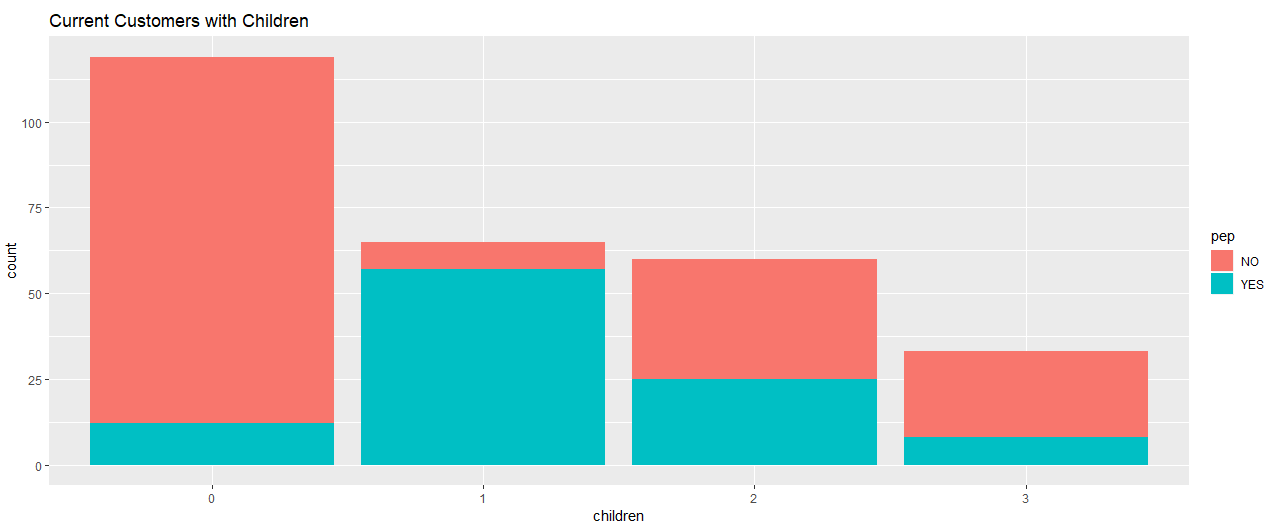 Current Customers with Children
100
75
50
25
0
count
0 1 2 3
children
pep
NO
YES